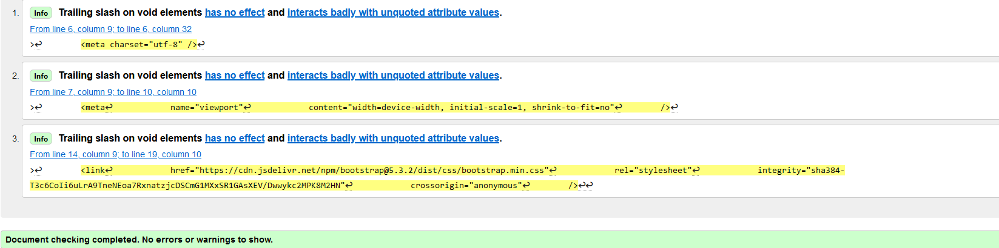 1. Info Trailing slash on void elements has no effect and interacts badly with unquoted attribute values.
From line 6, column 9; to line 6, column 32
>↩        <meta charset="utf-8" />↩
2. Info Trailing slash on void elements has no effect and interacts badly with unquoted attribute values.
From line 7, column 9; to line 10, column 10
>↩        <meta↩            name="viewport"↩            content="width=device-width, initial-scale=1, shrink-to-fit=no"↩        />↩
3. Info Trailing slash on void elements has no effect and interacts badly with unquoted attribute values.
From line 14, column 9; to line 19, column 10
>↩        <link↩            href="https://cdn.jsdelivr.net/npm/bootstrap@5.3.2/dist/css/bootstrap.min.css"↩            rel="stylesheet"↩            integrity="sha384-
T3c6CoIi6uLrA9TneNEoa7RxnatzjcDSCmG1MXxSR1GAsXEV/Dwwykc2MPK8M2HN"↩            crossorigin="anonymous"↩        />↩↩
Document checking completed. No errors or warnings to show.